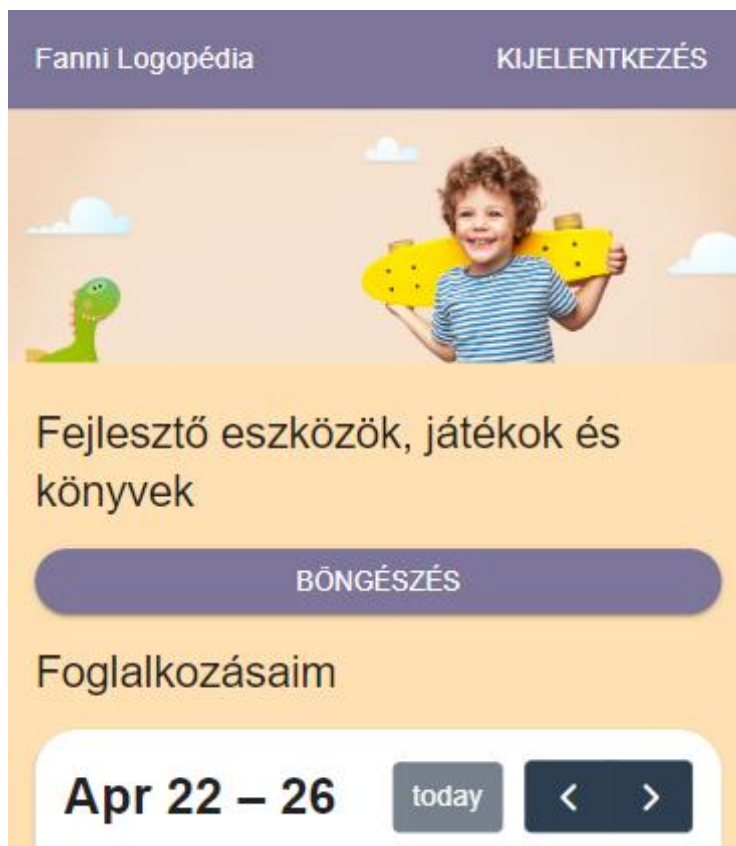 Fanni Logopédia KIJELENTKEZÉS
Fejlesztő eszközök, játékok és
könyvek
BÖNGÉSZÉS
Foglalkozásaim
Apr 22 – 26 today